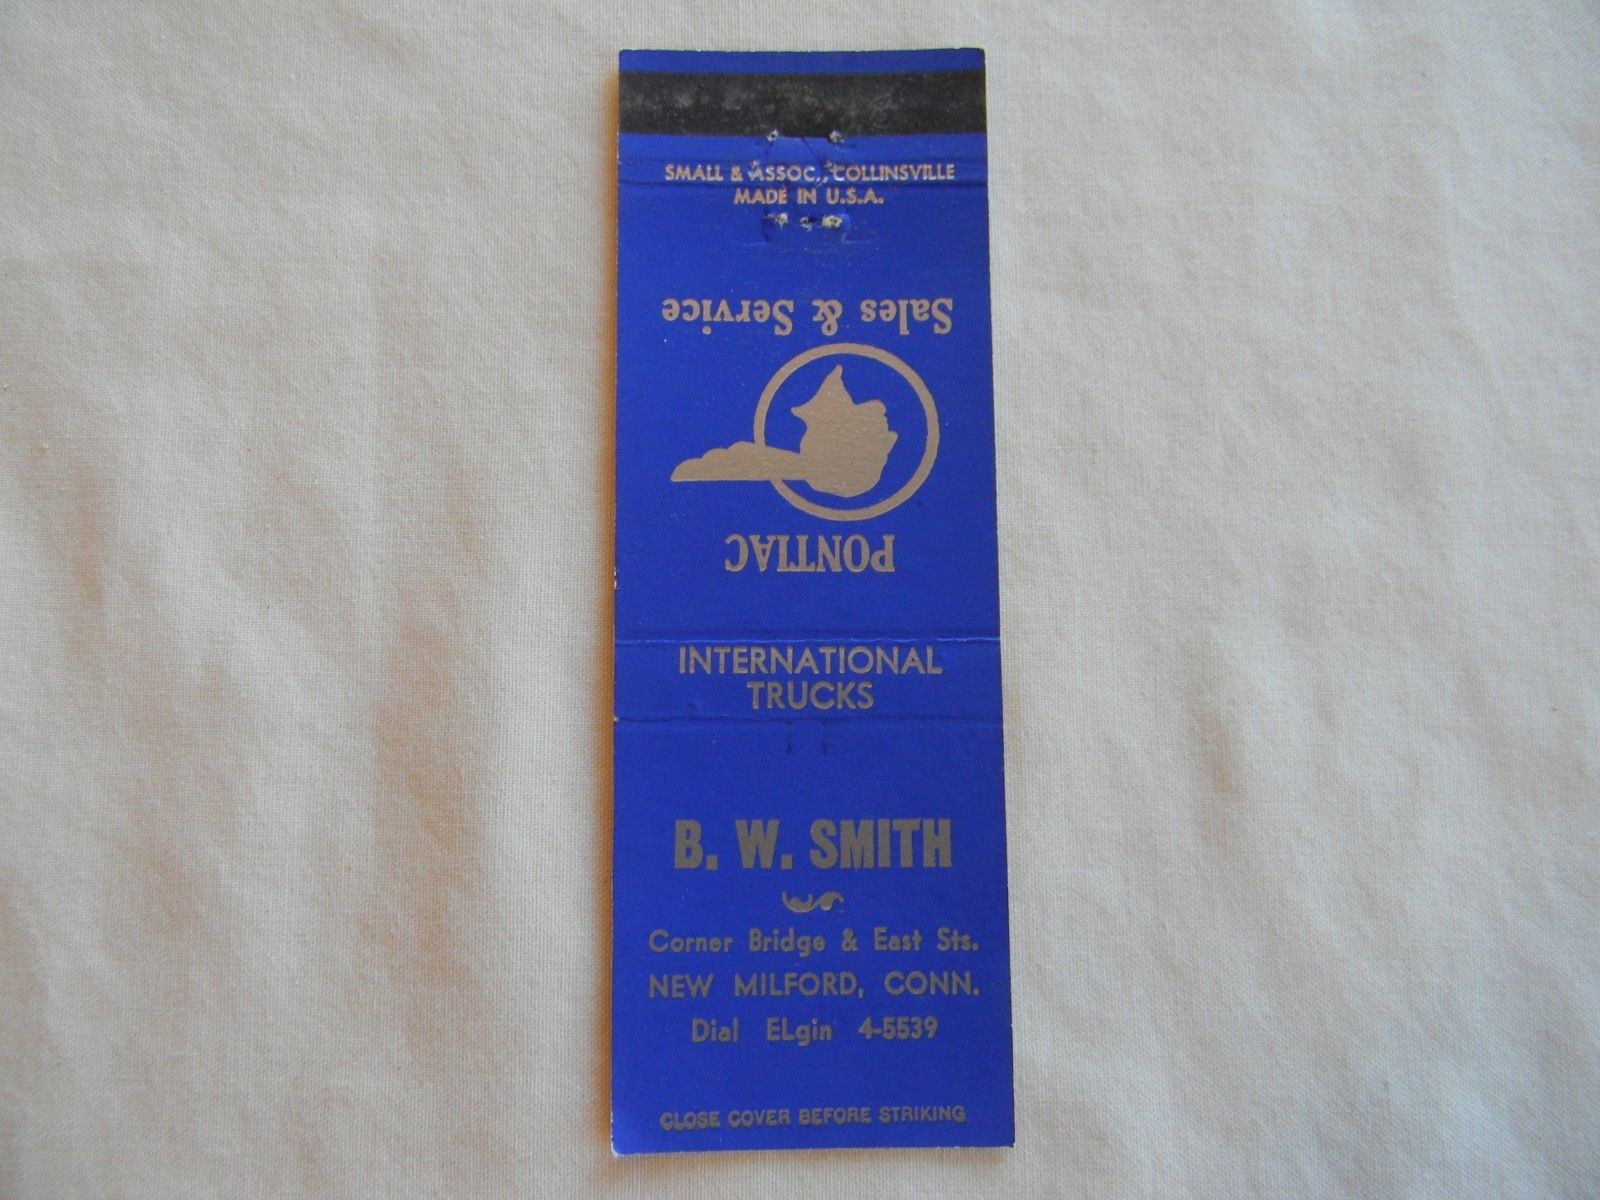 SMALL & ASSOC., COLLINSVILLE
MADE IN U.S.A.
Sales & Service
PONTIAC
INTERNATIONAL
TRUCKS
B. W. SMITH
Corner Bridge & East Sts.
NEW MILFORD, CONN.
Dial ELgin 4-5539
CLOSE COVER BEFORE STRIKING